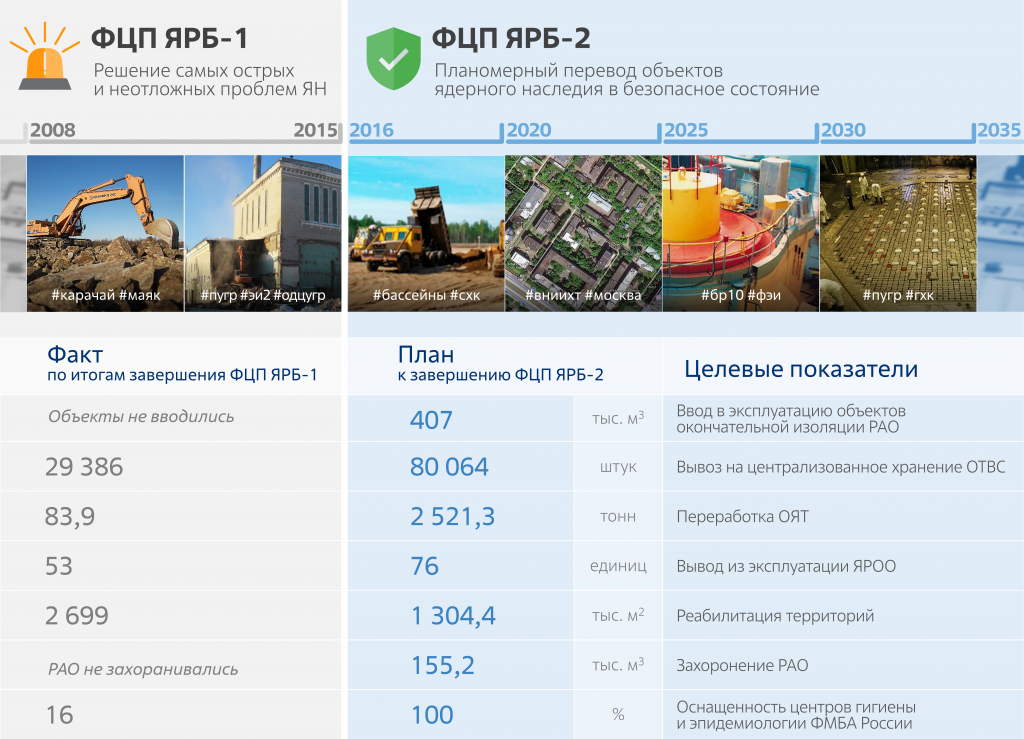 ФЦП ЯРБ-1
Решение самых острых
и неотложных проблем ЯН
ФЦП ЯРБ-2
Планомерный перевод объектов
ядерного наследия в безопасное состояние
2008 2015 2016 2020 2025 2030 2035
#карачай #маяк
#пугр #эи2 #одцугр
#бассейны #схк
#вниихт #москва
#бр10 #фэи
#пугр #гхк
Факт
по итогам завершения ФЦП ЯРБ-1
План
к завершению ФЦП ЯРБ-2
Целевые показатели
Объекты не вводились
407
тыс. м³
Ввод в эксплуатацию объектов
окончательной изоляции РАО
29 386
80 064
штук
Вывоз на централизованное хранение ОТВС
83,9
2 521,3
тонн
Переработка ОЯТ
53
76
единиц
Вывод из эксплуатации ЯРОО
2 699
1 304,4
тыс. м²
Реабилитация территорий
РАО не захоранивались
155,2
тыс. м³
Захоронение РАО
16
100
%
Оснащенность центров гигиены
и эпидемиологии ФМБА России